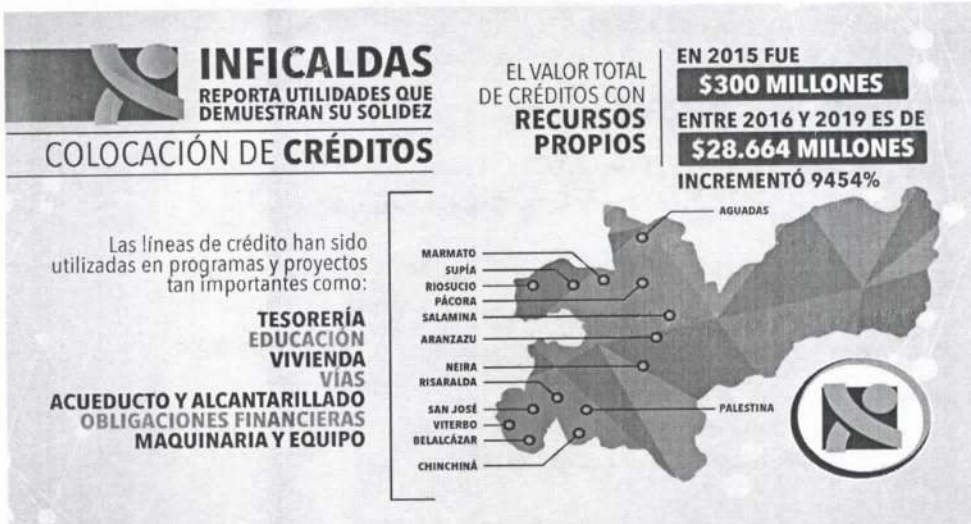 INFICALDAS
REPORTA UTILIDADES QUE
DEMUESTRAN SU SOLIDEZ
COLOCACIÓN DE CRÉDITOS
EL VALOR TOTAL
DE CRÉDITOS CON
RECURSOS
PROPIOS
EN 2015 FUE
$300 MILLONES
ENTRE 2016 Y 2019 ES DE
$28.664 MILLONES
INCREMENTÓ 9454%
Las líneas de crédito han sido
utilizadas en programas y proyectos
tan importantes como:
TESORERÍA
EDUCACIÓN
VIVIENDA
VÍAS
ACUEDUCTO Y ALCANTARILLADO
OBLIGACIONES FINANCIERAS
MAQUINARIA Y EQUIPO
AGUADAS
MARMATO
SUPÍA
RIOSUCIO
PÁCORA
SALAMINA
ARANZAZU
NEIRA
RISARALDA
SAN JOSÉ
VITERBO
BELALCÁZAR
CHINCHINÁ
PALESTINA